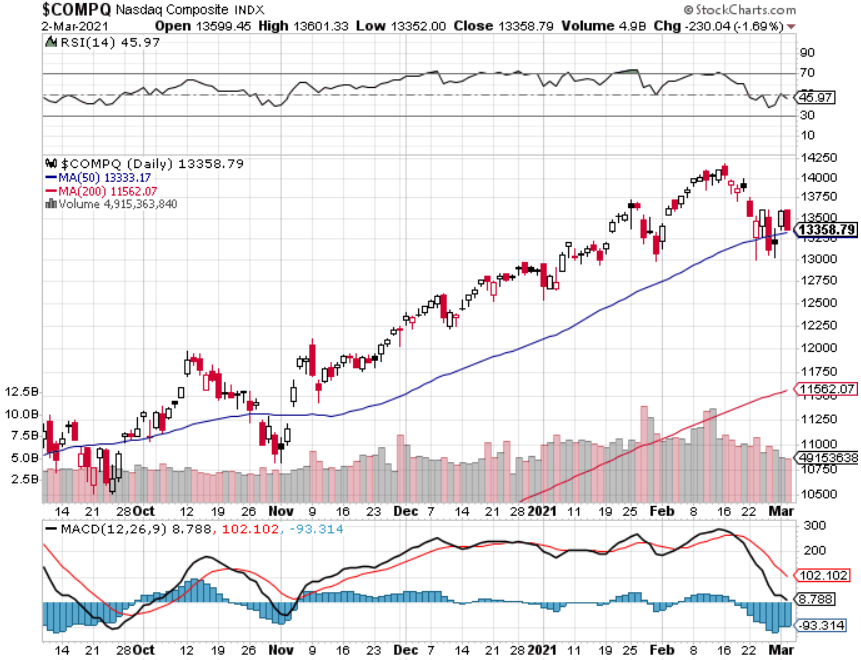 $COMPQ Nasdaq Composite INDX
© StockCharts.com
2-Mar-2021 Open 13599.45 High 13601.33 Low 13352.00 Close 13358.79 Volume 4.9B Chg -230.04 (-1.69%)
RSI(14) 45.97
90
70
45.97
30
10
$COMPQ (Daily) 13358.79
MA(50) 13333.17
MA(200) 11562.07
Volume 4,915,363,840
14250
14000
13750
13500
13358.79
13250
13000
12750
12500
12250
12000
11750
11562.07
11250
11000
49153638
10750
10500
12.5B
10.0B
7.5B
5.0B
2.5B
14 21 28 Oct 12 19 26 Nov 9 16 23 Dec 7 14 21 28 2021 11 19 25 Feb 8 16 22 Mar
MACD(12,26,9) 8.788, 102.102, -93.314
300
200
102.102
8.788
-93.314
14 21 28 Oct 12 19 26 Nov 9 16 23 Dec 7 14 21 28 2021 11 19 25 Feb 8 16 22 Mar